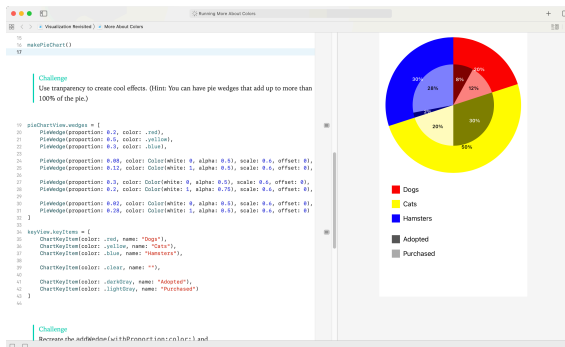 Running More About Colors
Visualization Revisited
More About Colors
15
16 makePieChart()
17
Challenge
Use tranparency to create cool effects. (Hint: You can have pie wedges that add up to more than
100% of the pie.)
19 pieChartView.wedges = [
20 PieWedge(proportion: 0.2, color: .red),
21 PieWedge(proportion: 0.5, color: .yellow),
22 PieWedge(proportion: 0.3, color: .blue),
23
24 PieWedge(proportion: 0.08, color: Color(white: 0, alpha: 0.5), scale: 0.6, offset: 0),
25 PieWedge(proportion: 0.12, color: Color(white: 1, alpha: 0.5), scale: 0.6, offset: 0),
26
27 PieWedge(proportion: 0.3, color: Color(white: 0, alpha: 0.5), scale: 0.6, offset: 0),
28 PieWedge(proportion: 0.2, color: Color(white: 1, alpha: 0.75), scale: 0.6, offset: 0),
29
30 PieWedge(proportion: 0.02, color: Color(white: 0, alpha: 0.5), scale: 0.6, offset: 0),
31 PieWedge(proportion: 0.28, color: Color(white: 1, alpha: 0.5), scale: 0.6, offset: 0)
32 ]
33
34 keyView.keyItems = [
35 ChartKeyItem(color: .red, name: "Dogs"),
36 ChartKeyItem(color: .yellow, name: "Cats"),
37 ChartKeyItem(color: .blue, name: "Hamsters"),
38
39 ChartKeyItem(color: .clear, name: ""),
40
41 ChartKeyItem(color: .darkGray, name: "Adopted"),
42 ChartKeyItem(color: .lightGray, name: "Purchased")
43 ]
44
Challenge
Recreate the addWedge(withProportion:color:) and
20%
30%
8%
28%
12%
2%
30%
20%
50%
Dogs
Cats
Hamsters
Adopted
Purchased